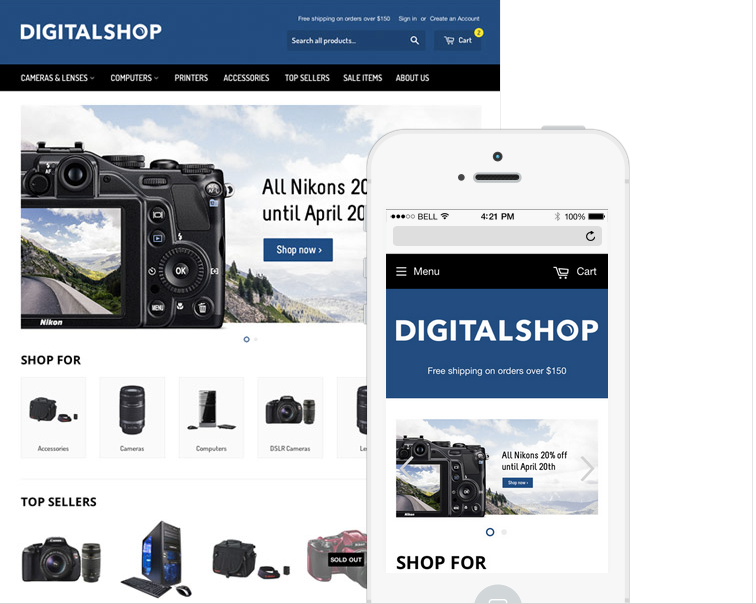 Free shipping on orders over $150 Sign in or Create an Account
DIGITALSHOP
Search all products...
Cart
2
CAMERAS & LENSES COMPUTERS PRINTERS ACCESSORIES TOP SELLERS SALE ITEMS ABOUT US
All Nikons 20
until April 20
Shop now ›
OK
MENU
Nikon
SHOP FOR
Accessories
Cameras
Computers
DSLR Cameras
Le
TOP SELLERS
SOLD OUT
BELL 4:21 PM 100%
Menu Cart
DIGITALSHOP
Free shipping on orders over $150
All Nikons 20% off
until April 20th
Shop now ›
OK
Nikon
SHOP FOR